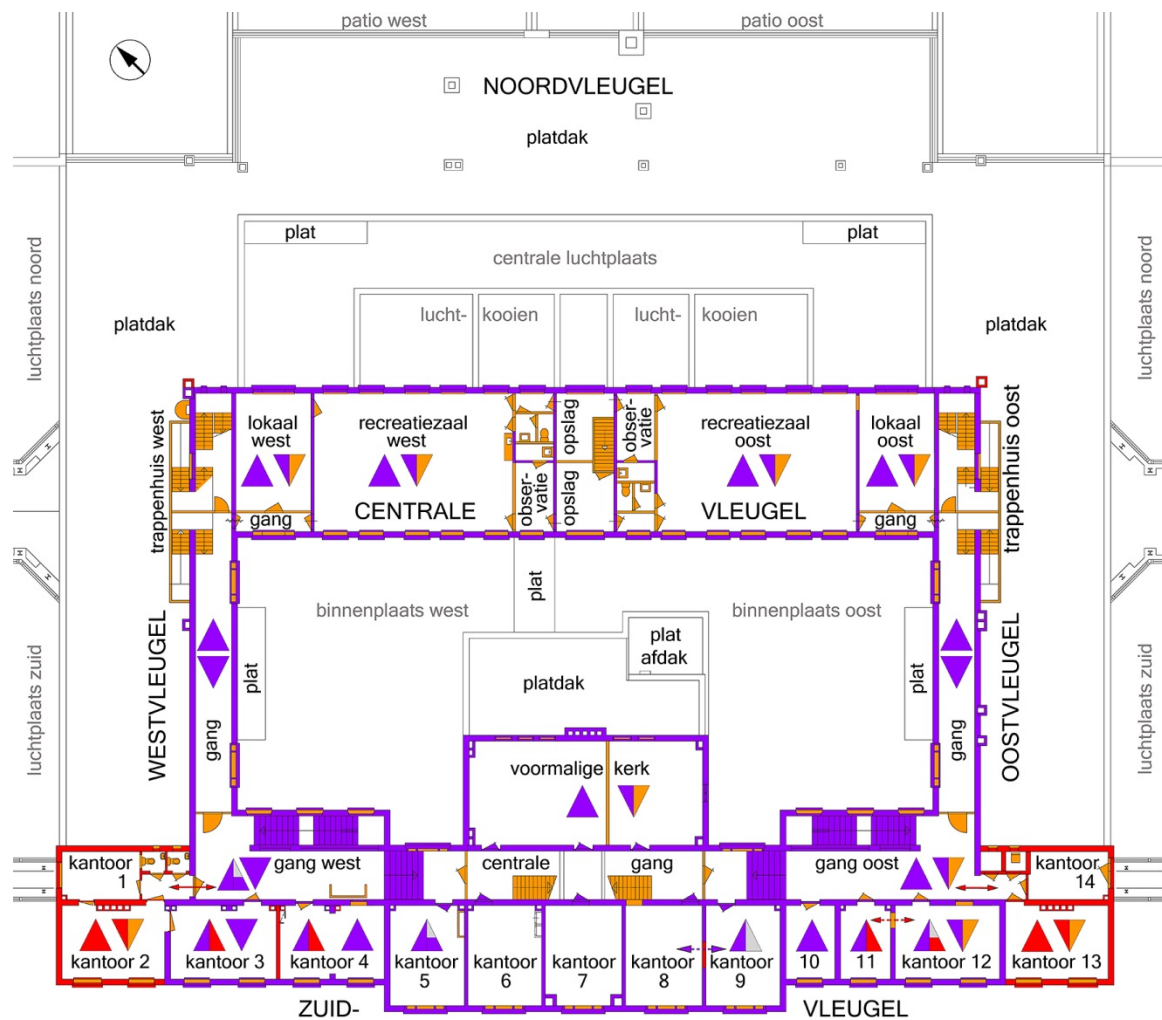 patio west
patio oost
NOORDVLEUGEL
platdak
luchtplaats noord
luchtplaats noord
plat
plat
centrale luchtplaats
platdak
lucht-
kooien
lucht-
kooien
platdak
trappenhuis west
lokaal
west
recreatiezaal
west
opslag
obser-
vatie
recreatiezaal
oost
lokaal
oost
trappenhuis oost
gang
CENTRALE
obser-
vatie
opslag
VLEUGEL
gang
H
H
H
H
plat
binnenplaats west
binnenplaats oost
luchtplaats zuid
WESTVLEUGEL
gang
plat
platdak
plat
afdak
plat
gang
OOSTVLEUGEL
luchtplaats zuid
voormalige
kerk
kantoor
1
gang west
centrale
gang
gang oost
kantoor
14
H
H
H
H
kantoor 2
kantoor 3
kantoor 4
kantoor
5
kantoor
6
kantoor
7
kantoor
8
kantoor
9
10
11
kantoor 12
kantoor 13
ZUID-
VLEUGEL